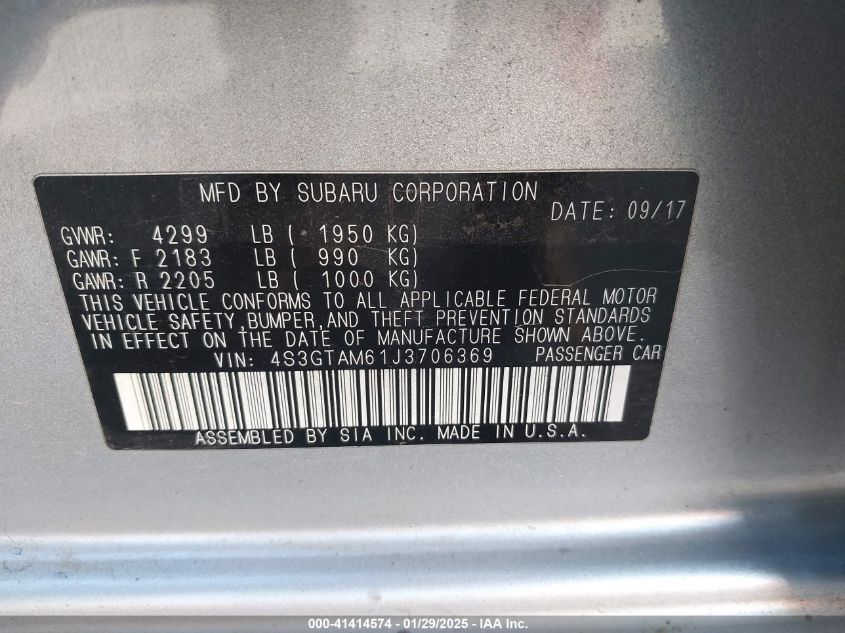 MFD BY SUBARU CORPORATION
DATE: 09/17
GVWR: 4299 LB ( 1950 KG)
GAWR: F 2183 LB ( 990 KG)
GAWR: R 2205 LB ( 1000 KG)
THIS VEHICLE CONFORMS TO ALL APPLICABLE FEDERAL MOTOR
VEHICLE SAFETY, BUMPER, AND THEFT PREVENTION STANDARDS
IN EFFECT ON THE DATE OF MANUFACTURE SHOWN ABOVE.
VIN: 4S3GTAM61J3706369 PASSENGER CAR
ASSEMBLED BY SIA INC. MADE IN U.S.A.
000-41414574 - 01/29/2025 - IAA, Inc.